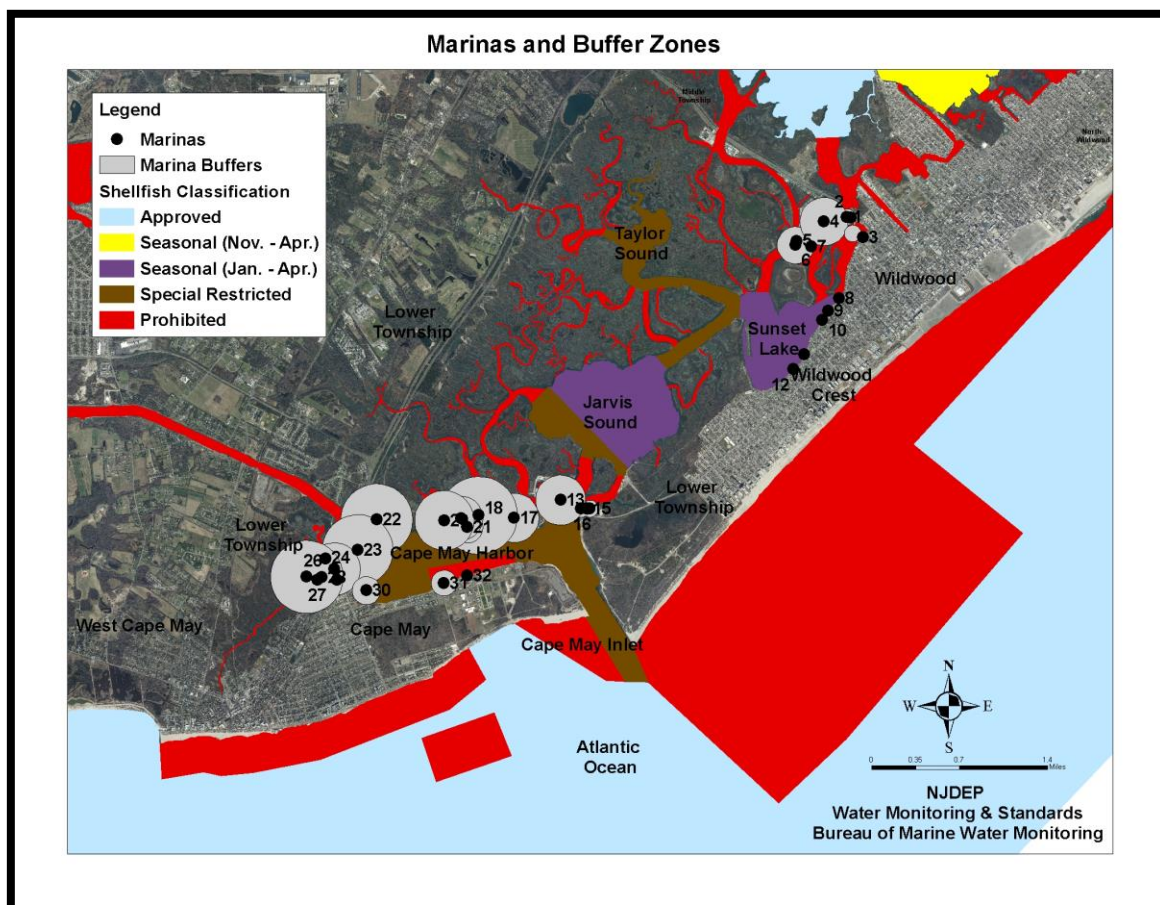 Marinas and Buffer Zones
Legend
Marinas
Marina Buffers
Shellfish Classification
Approved
Seasonal (Nov. - Apr.)
Seasonal (Jan. - Apr.)
Special Restricted
Prohibited
Middle
Township
North
Wildwood
2
1
4
3
5
7
6
Taylor
Sound
Wildwood
8
9
10
Sunset
Lake
12
Wildwood
Crest
Lower
Township
Jarvis
Sound
Lower
Township
13
15
16
17
18
21
22
23
Lower
Township
24
26
27
30
31
32
Cape May Harbor
West Cape May
Cape May
Cape May Inlet
Atlantic
Ocean
N
W
E
S
0
0.35
0.7
1.4
Miles
NJDEP
Water Monitoring & Standards
Bureau of Marine Water Monitoring